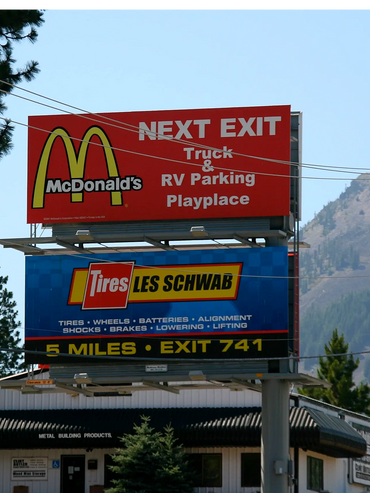 NEXT EXIT
Truck
&
RV Parking
Playplace
McDonald's
Tires LES SCHWAB
TIRES • WHEELS • BATTERIES • ALIGNMENT
SHOCKS • BRAKES • LOWERING • LIFTING
5 MILES • EXIT 741
METAL BUILDING PRODUCTS